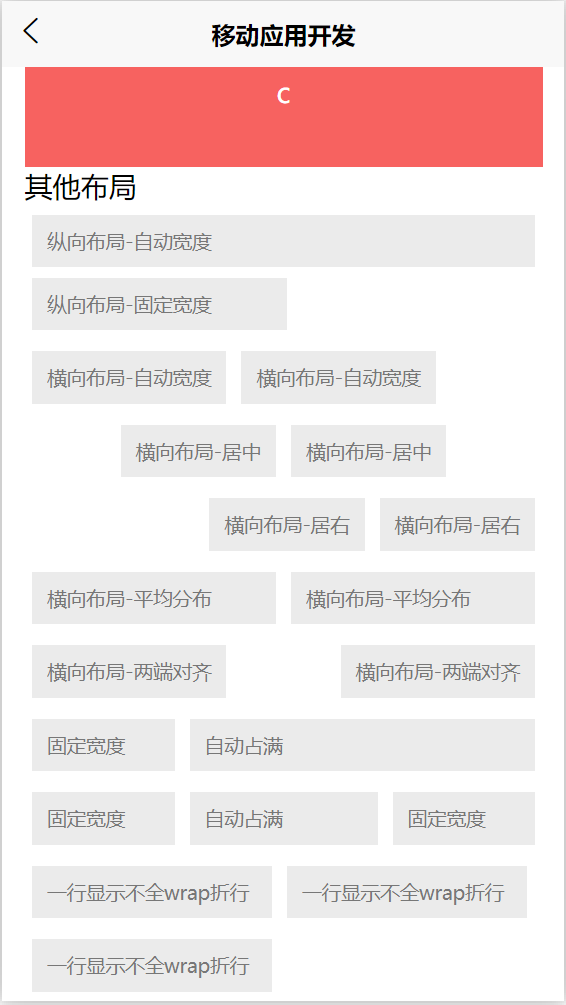 移动应用开发
C
其他布局
纵向布局-自动宽度
纵向布局-固定宽度
横向布局-自动宽度 横向布局-自动宽度
横向布局-居中 横向布局-居中
横向布局-居右 横向布局-居右
横向布局-平均分布 横向布局-平均分布
横向布局-两端对齐 横向布局-两端对齐
固定宽度 自动占满
固定宽度 自动占满 固定宽度
一行显示不全wrap折行 一行显示不全wrap折行
一行显示不全wrap折行